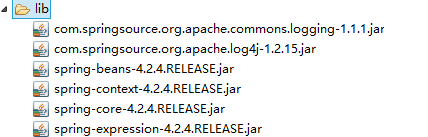 lib
com.springsource.org.apache.commons.logging-1.1.1.jar
com.springsource.org.apache.log4j-1.2.15.jar
spring-beans-4.2.4.RELEASE.jar
spring-context-4.2.4.RELEASE.jar
spring-core-4.2.4.RELEASE.jar
spring-expression-4.2.4.RELEASE.jar